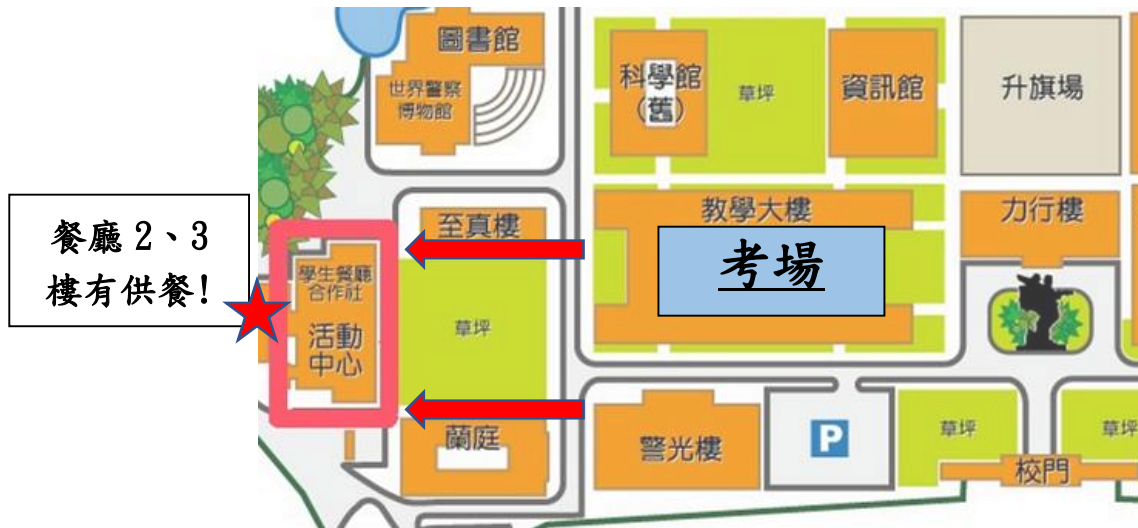 圖書館
世界警察
博物館
科學館
(舊)
草坪
資訊館
升旗場
餐廳 2、3
樓有供餐!
至真樓
教學大樓
考場
力行樓
學生餐廳
合作社
活動
中心
草坪
蘭庭
警光樓
P
草坪
校門
草坪